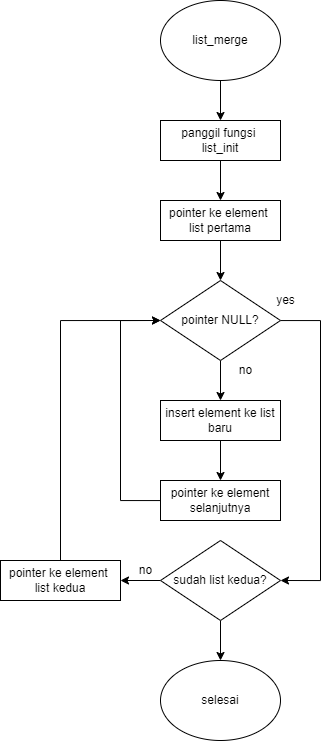 list_merge
panggil fungsi
list_init
pointer ke element
list pertama
yes
pointer NULL?
no
insert element ke list
baru
pointer ke element
selanjutnya
no
sudah list kedua?
pointer ke element
list kedua
selesai